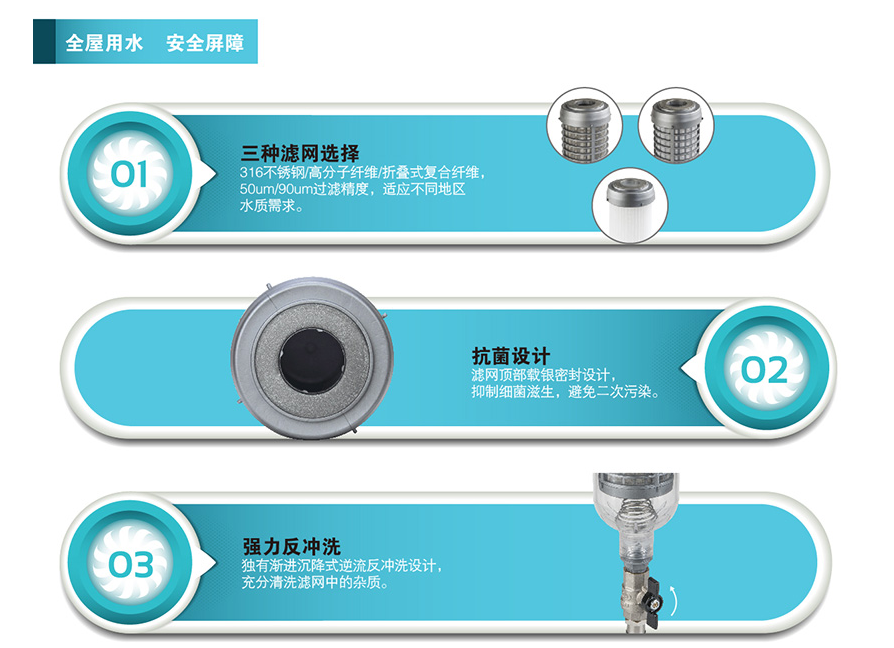 全屋用水 安全屏障
01
三种滤网选择
316不锈钢/高分子纤维/折叠式复合纤维，
50um/90um过滤精度，适应不同地区
水质需求。
02
抗菌设计
滤网顶部载银密封设计，
抑制细菌滋生，避免二次污染。
03
强力反冲洗
独有渐进沉降式逆流反冲洗设计，
充分清洗滤网中的杂质。